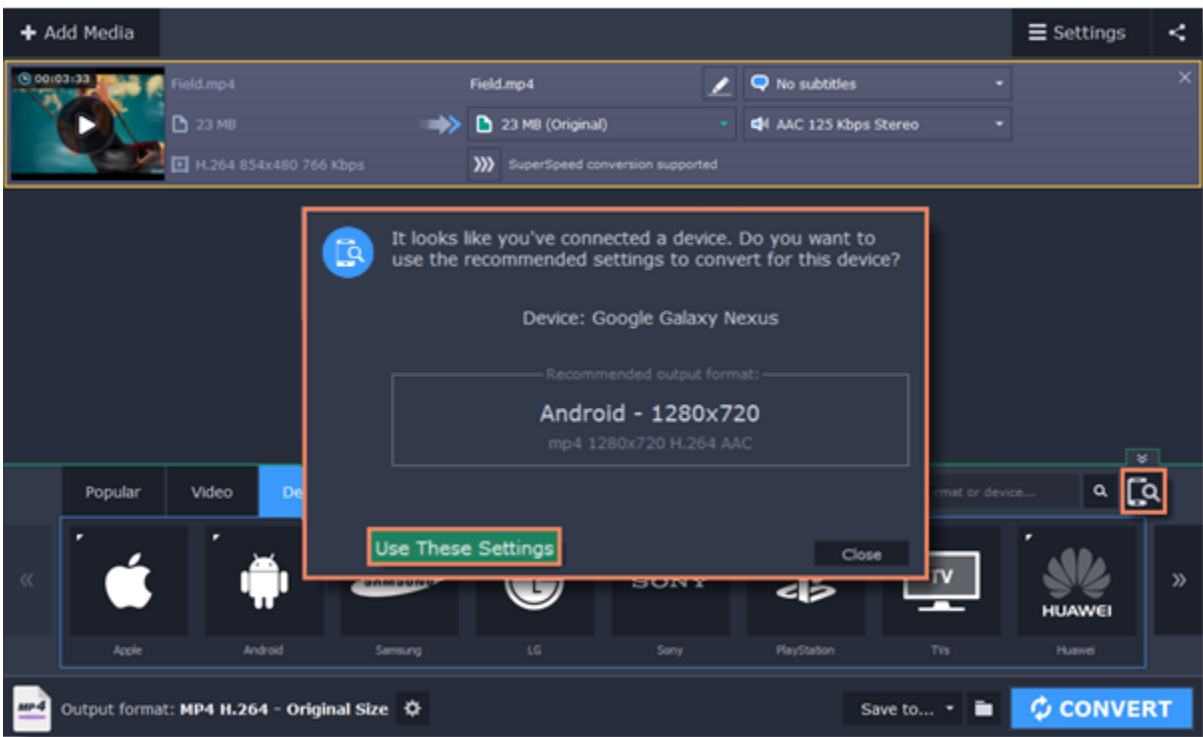 Add Media
Settings
00:03:33
Field.mp4
Field.mp4
No subtitles
23 MB
23 MB (Original)
AAC 125 Kbps Stereo
H.264 854x480 766 Kbps
SuperSpeed conversion supported
It looks like you've connected a device. Do you want to
use the recommended settings to convert for this device?
Device: Google Galaxy Nexus
Recommended output format:
Android - 1280x720
mp4 1280x720 H.264 AAC
Popular
Video
De
or device...
Use These Settings
Close
SAMSUNG
SONY
TV
HUAWEI
Apple
Android
Samsung
LG
Sony
PlayStation
TVs
Huawei
MP4
Output format: MP4 H.264 - Original Size
Save to...
CONVERT